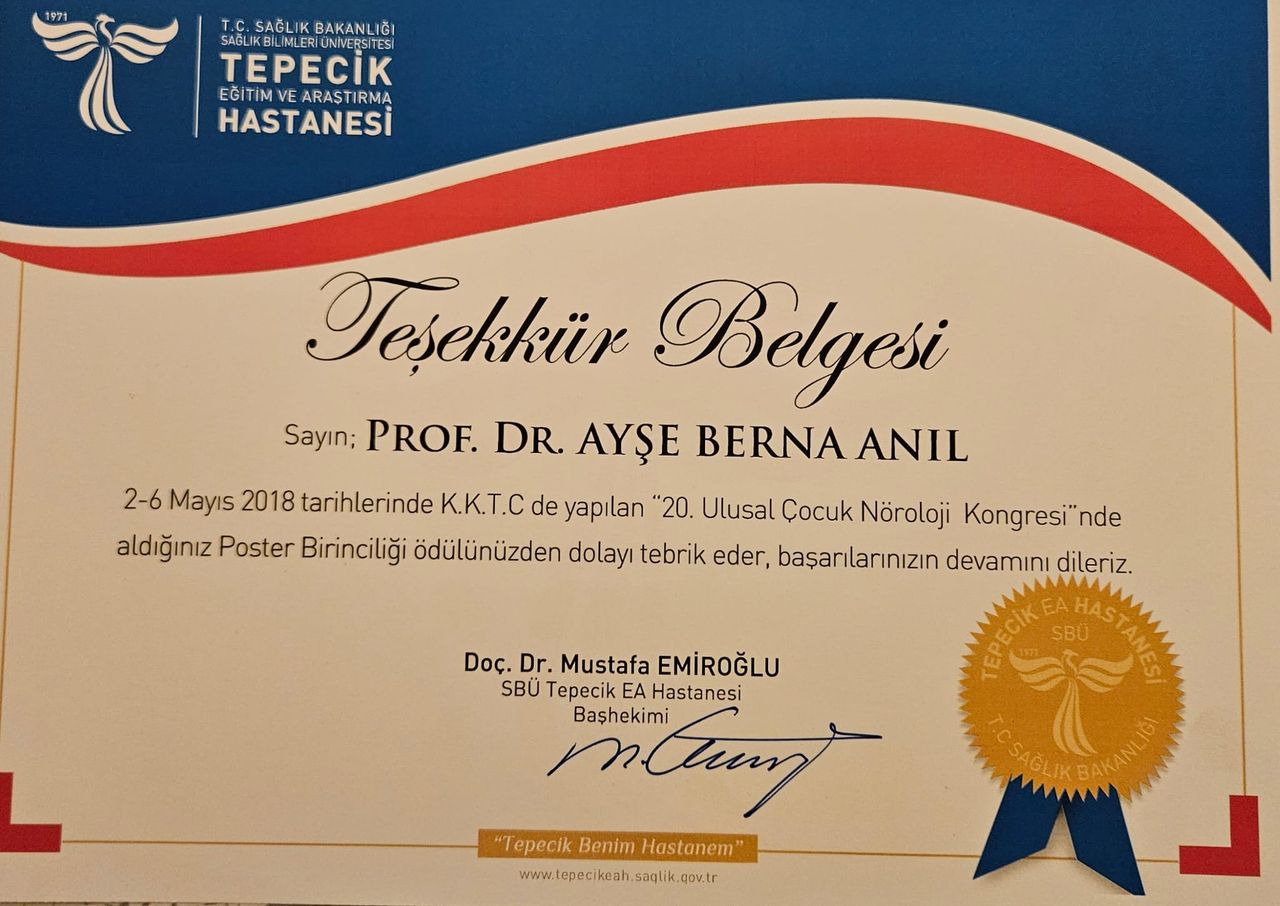 1971
T.C. SAĞLIK BAKANLIĞI
SAĞLIK BİLİMLERİ ÜNİVERSİTESİ
TEPECİK
EĞİTİM VE ARAŞTIRMA
HASTANESİ
Teşekkür Belgesi
Sayın; PROF. DR. AYŞE BERNA ANIL
2-6 Mayıs 2018 tarihlerinde K.K.T.C de yapılan “20. Ulusal Çocuk Nöroloji Kongresi”nde
aldığınız Poster Birinciliği ödülünüzden dolayı tebrik eder, başarılarınızın devamını dileriz.
Doç. Dr. Mustafa EMİROĞLU
SBÜ Tepecik EA Hastanesi
Başhekimi
TEPECİK EA HASTANESİ
SBÜ
1971
T.C SAĞLIK BAKANLIĞI
“Tepecik Benim Hastanem”
www.tepecikeah.saglik.gov.tr